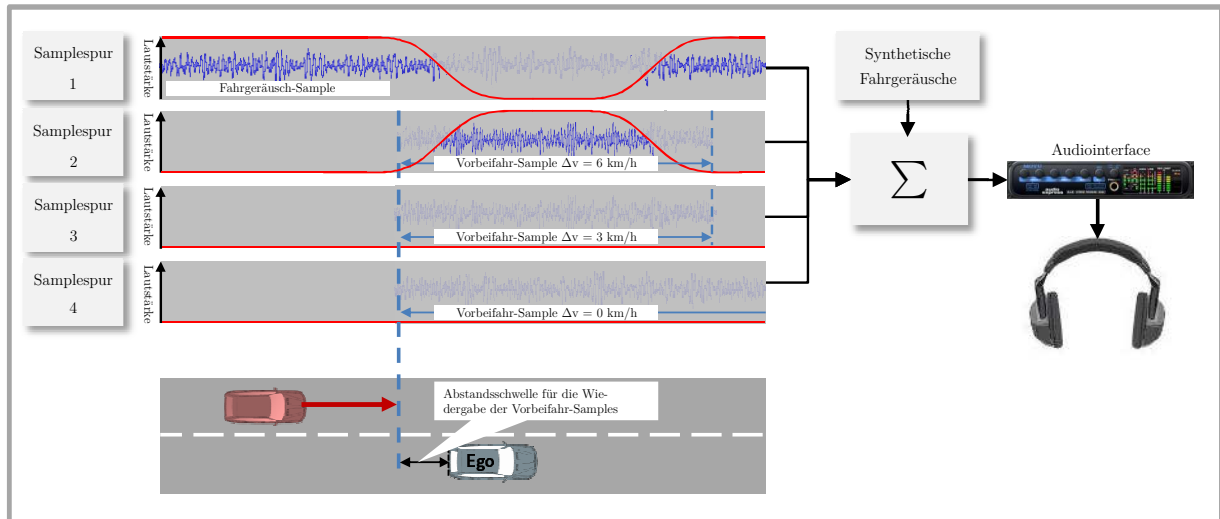 Samplespur
1
Lautstärke
Fahrgeräusch-Sample
Samplespur
2
Lautstärke
Vorbeifahr-Sample Δv = 6 km/h
Samplespur
3
Lautstärke
Vorbeifahr-Sample Δv = 3 km/h
Samplespur
4
Lautstärke
Vorbeifahr-Sample Δv = 0 km/h
Synthetische
Fahrgeräusche
Σ
Audiointerface
Abstandsschwelle für die Wie-
dergabe der Vorbeifahr-Samples
Ego